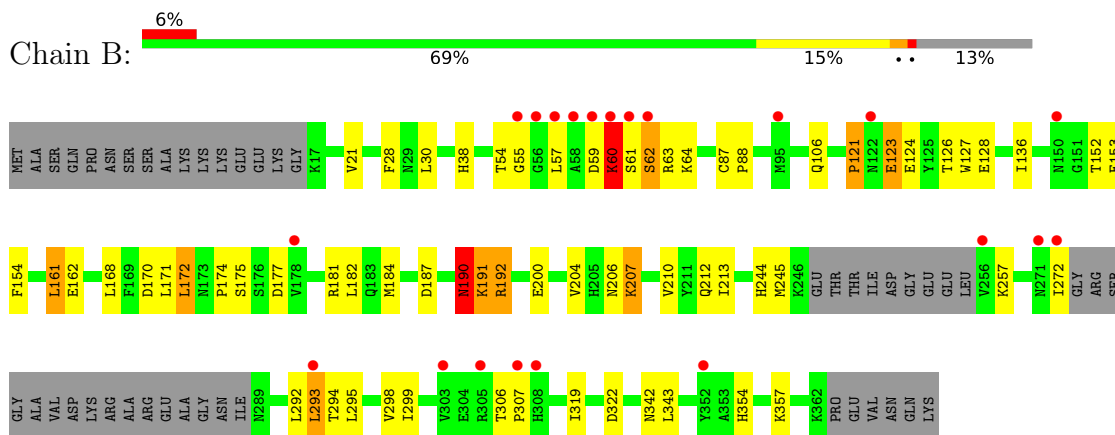 6%
Chain B:
69% 15% • • 13%
MET ALA SER GLN PRO ASN SER SER ALA LYS LYS LYS GLU GLU LYS GLY K17 V21 F28 N29 L30 H38 T54 G55 G56 L57 A58 D59 K60 S61 S62 R63 K64 C87 P88 M95 Q106 P121 N122 E123 E124 Y125 T126 W127 E128 I136 N150 G151 T152 E153
F154 L161 E162 L168 F169 D170 L171 L172 N173 P174 S175 S176 D177 V178 R181 L182 Q183 M184 D187 N190 K191 R192 E200 V204 H205 N206 K207 V210 Y211 Q212 I213 H244 M245 K246 GLU THR THR ILE ASP GLY GLU GLU LEU V256 K257 N271 I272 GLY ARG SER
GLY ALA VAL ASP LYS ARG ALA ARG GLU ALA GLY ASN ILE N289 L292 L293 T294 L295 V298 I299 V303 E304 R305 T306 P307 H308 I319 D322 N342 L343 Y352 A353 H354 K357 K362 PRO GLU VAL ASN GLN LYS